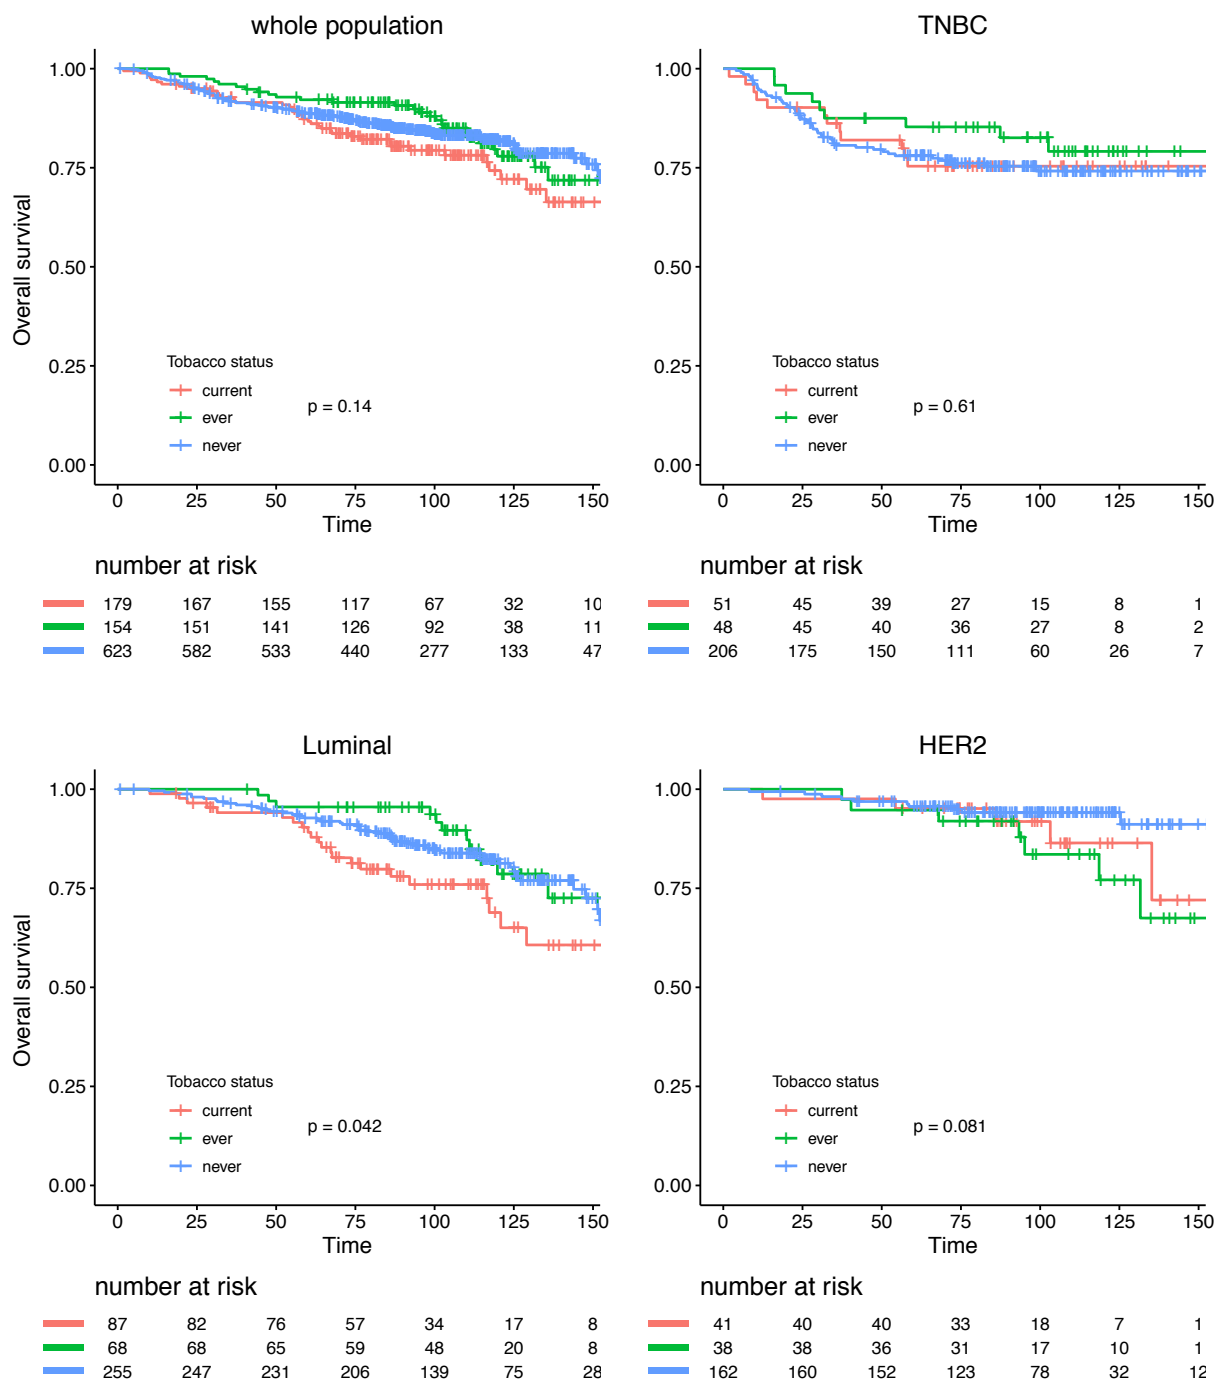 whole population
1.00
0.75
0.50
0.25
0.00
Overall survival
Tobacco status
current
ever
never
p = 0.14
0 25 50 75 100 125 150
Time
number at risk
179 167 155 117 67 32 10
154 151 141 126 92 38 11
623 582 533 440 277 133 47
TNBC
1.00
0.75
0.50
0.25
0.00
Tobacco status
current
ever
never
p = 0.61
0 25 50 75 100 125 150
Time
number at risk
51 45 39 27 15 8 1
48 45 40 36 27 8 2
206 175 150 111 60 26 7
Luminal
1.00
0.75
0.50
0.25
0.00
Overall survival
Tobacco status
current
ever
never
p = 0.042
0 25 50 75 100 125 150
Time
number at risk
87 82 76 57 34 17 8
68 68 65 59 48 20 8
255 247 231 206 139 75 28
HER2
1.00
0.75
0.50
0.25
0.00
Tobacco status
current
ever
never
p = 0.081
0 25 50 75 100 125 150
Time
number at risk
41 40 40 33 18 7 1
38 38 36 31 17 10 1
162 160 152 123 78 32 12